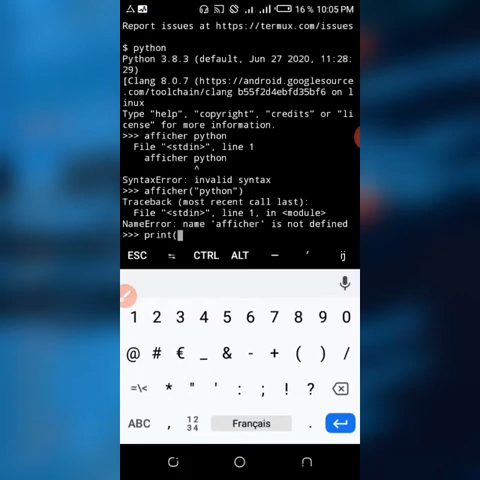 16 % 10:05 PM
Report issues at https://termux.com/issues
$ python
Python 3.8.3 (default, Jun 27 2020, 11:28:
29)
[Clang 8.0.7 (https://android.googlesource
.com/toolchain/clang b55f2d4ebfd35bf6 on l
inux
Type "help", "copyright", "credits" or "li
cense" for more information.
>>> afficher python
File "<stdin>", line 1
afficher python
^
SyntaxError: invalid syntax
>>> afficher("python")
Traceback (most recent call last):
File "<stdin>", line 1, in <module>
NameError: name 'afficher' is not defined
>>> print(
ESC ⇆ CTRL ALT — ′ ij
1 2 3 4 5 6 7 8 9 0
@ # € _ & - + ( ) /
=\< * " ' : ; ! ?
ABC , 12 Français .
34